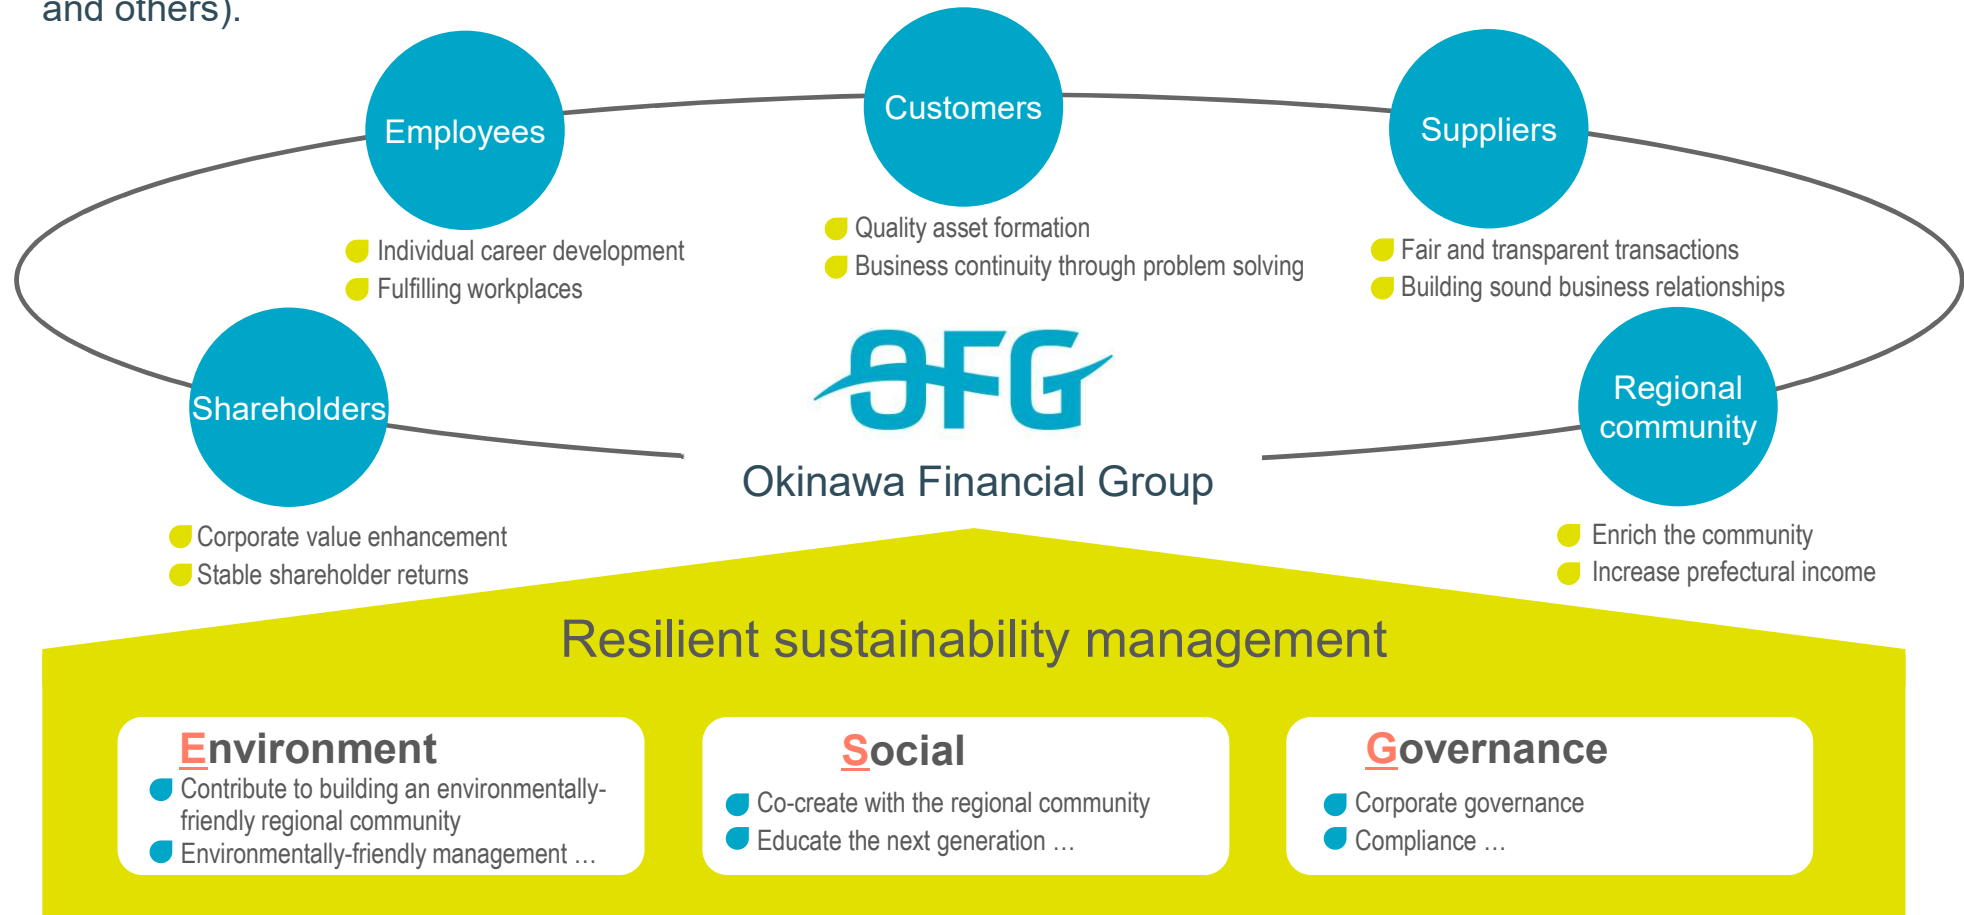 and others).
Employees
Customers
Suppliers
Individual career development
Fulfilling workplaces
Quality asset formation
Business continuity through problem solving
Fair and transparent transactions
Building sound business relationships
Shareholders
OFG
Okinawa Financial Group
Regional
community
Corporate value enhancement
Stable shareholder returns
Enrich the community
Increase prefectural income
Resilient sustainability management
Environment
Contribute to building an environmentally-
friendly regional community
Environmentally-friendly management …
Social
Co-create with the regional community
Educate the next generation …
Governance
Corporate governance
Compliance …